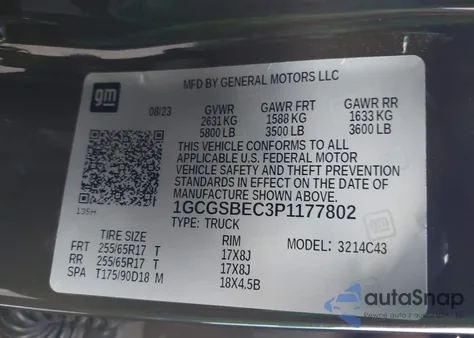 MFD BY GENERAL MOTORS LLC
gm
08/23 GVWR GAWR FRT GAWR RR
2631 KG 1588 KG 1633 KG
5800 LB 3500 LB 3600 LB
THIS VEHICLE CONFORMS TO ALL
APPLICABLE U.S. FEDERAL MOTOR
VEHICLE SAFETY AND THEFT PREVENTION
STANDARDS IN EFFECT ON THE DATE OF
MANUFACTURE SHOWN ABOVE.
1GCGSBEC3P1177802
135H
TYPE: TRUCK
TIRE SIZE RIM MODEL: 3214C43
FRT 255/65R17 T 17X8J
RR 255/65R17 T 17X8J
SPA T175/90D18 M 18X4.5B
autoSnap
Pewne auto